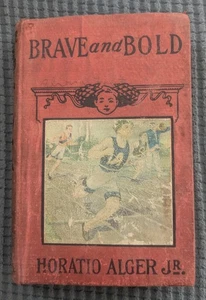 BRAVE and BOLD
HORATIO ALGER JR.